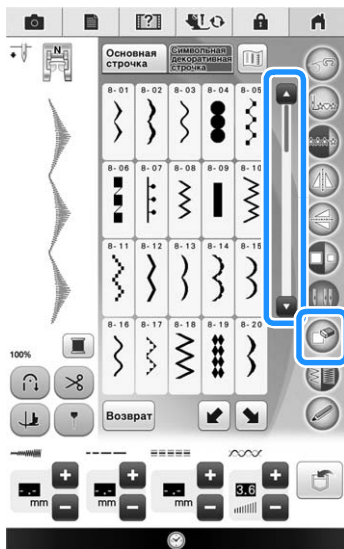 N
Основная
строчка
Символьная
декоративная
строчка
8- 01 8- 02 8- 03 8- 04 8- 05
8- 06 8- 07 8- 08 8- 09 8- 10
8- 11 8- 12 8- 13 8- 14 8- 15
8- 16 8- 17 8- 18 8- 19 8- 20
100%
Возврат
-.- mm
-.- mm
-.- mm
3.6